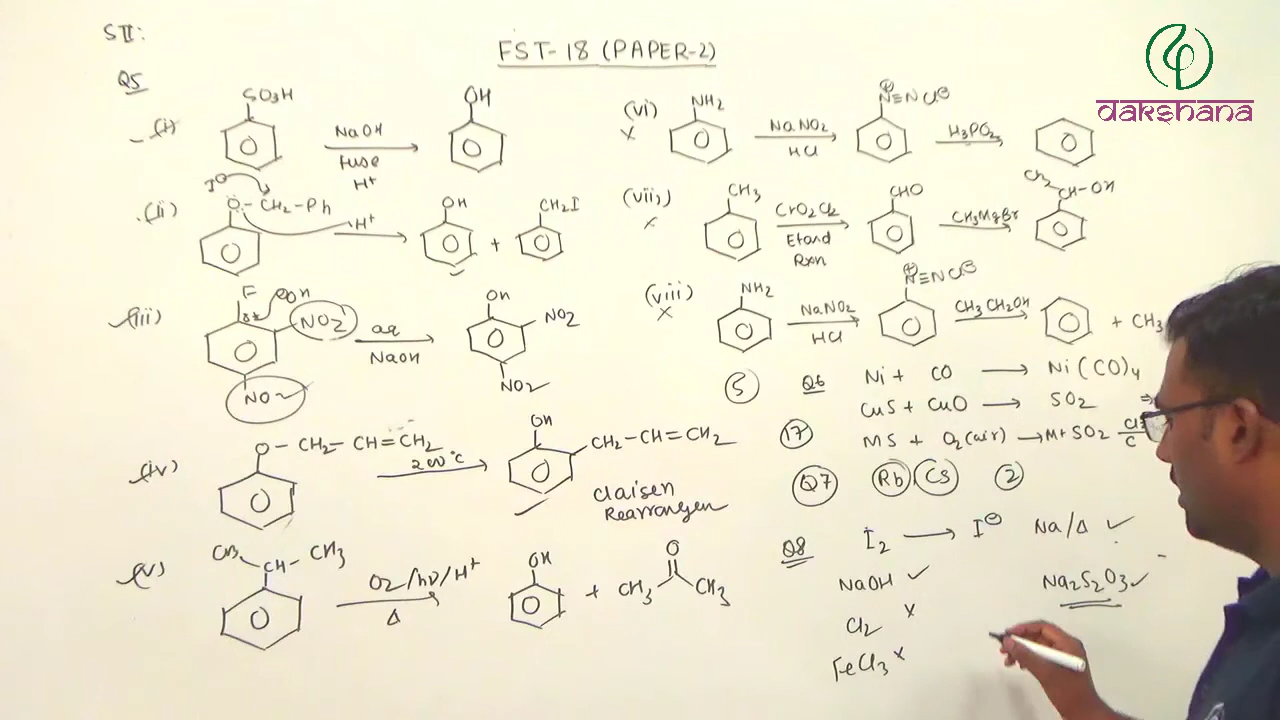 SII:
FST-18 (PAPER-2)
dakshana
Q5
(i)
SO3H
NaOH
fuse
H+
OH
(ii)
I⊖
O - CH2-Ph
H+
OH
+
CH2I
(iii)
F
δ+
⊖OH
NO2
NO2
aq
NaOH
OH
NO2
NO2
(iv)
O - CH2 - CH=CH2
200°C
OH
CH2-CH=CH2
Claisen
Rearrangen
(v)
CH3
CH - CH3
O2/hν/H+
Δ
OH
+
O
CH3
CH3
(vi)
x
NH2
NaNO2
HCl
⊕
N≡N Cl⊖
H3PO2
(vii)
x
CH3
CrO2Cl2
Etard
Rxn
CHO
CH3MgBr
CH3
CH-OH
(viii)
x
NH2
NaNO2
HCl
⊕
N≡N Cl⊖
CH3CH2OH
+ CH3
5
Q6
Ni + CO → Ni(CO)4
CuS + CuO → SO2 ⇒
17
MS + O2(air) → M+SO2
C
Q7
Rb
Cs
2
Q8
I2 → I⊖
Na/Δ ✓
NaOH ✓
Na2S2O3 ✓
Cl2 x
FeCl3 x